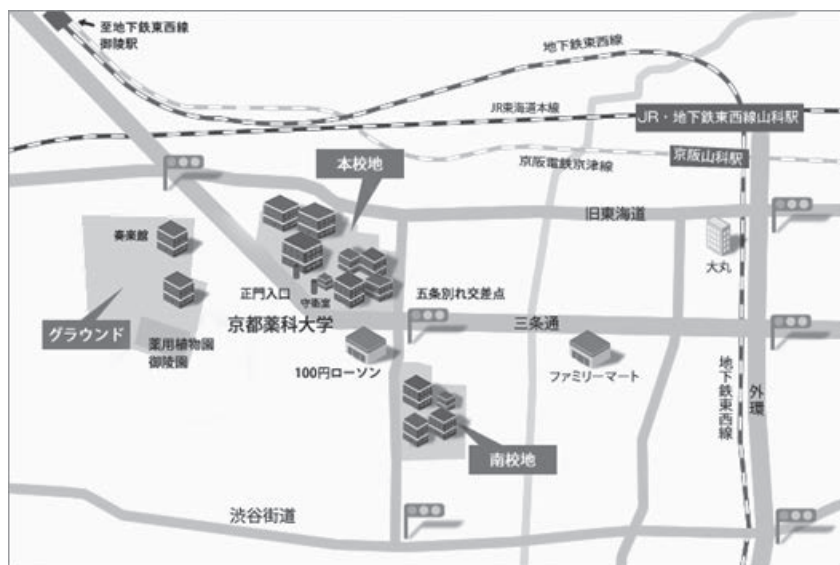 至地下鉄東西線
御陵駅
地下鉄東西線
JR東海道本線
JR・地下鉄東西線山科駅
本校地
京阪電鉄京津線
京阪山科駅
旧東海道
奏楽館
大丸
正門入口
守衛室
五条別れ交差点
グラウンド
京都薬科大学
三条通
薬用植物園
御陵園
100円ローソン
ファミリーマート
地下鉄東西線
外環
南校地
渋谷街道